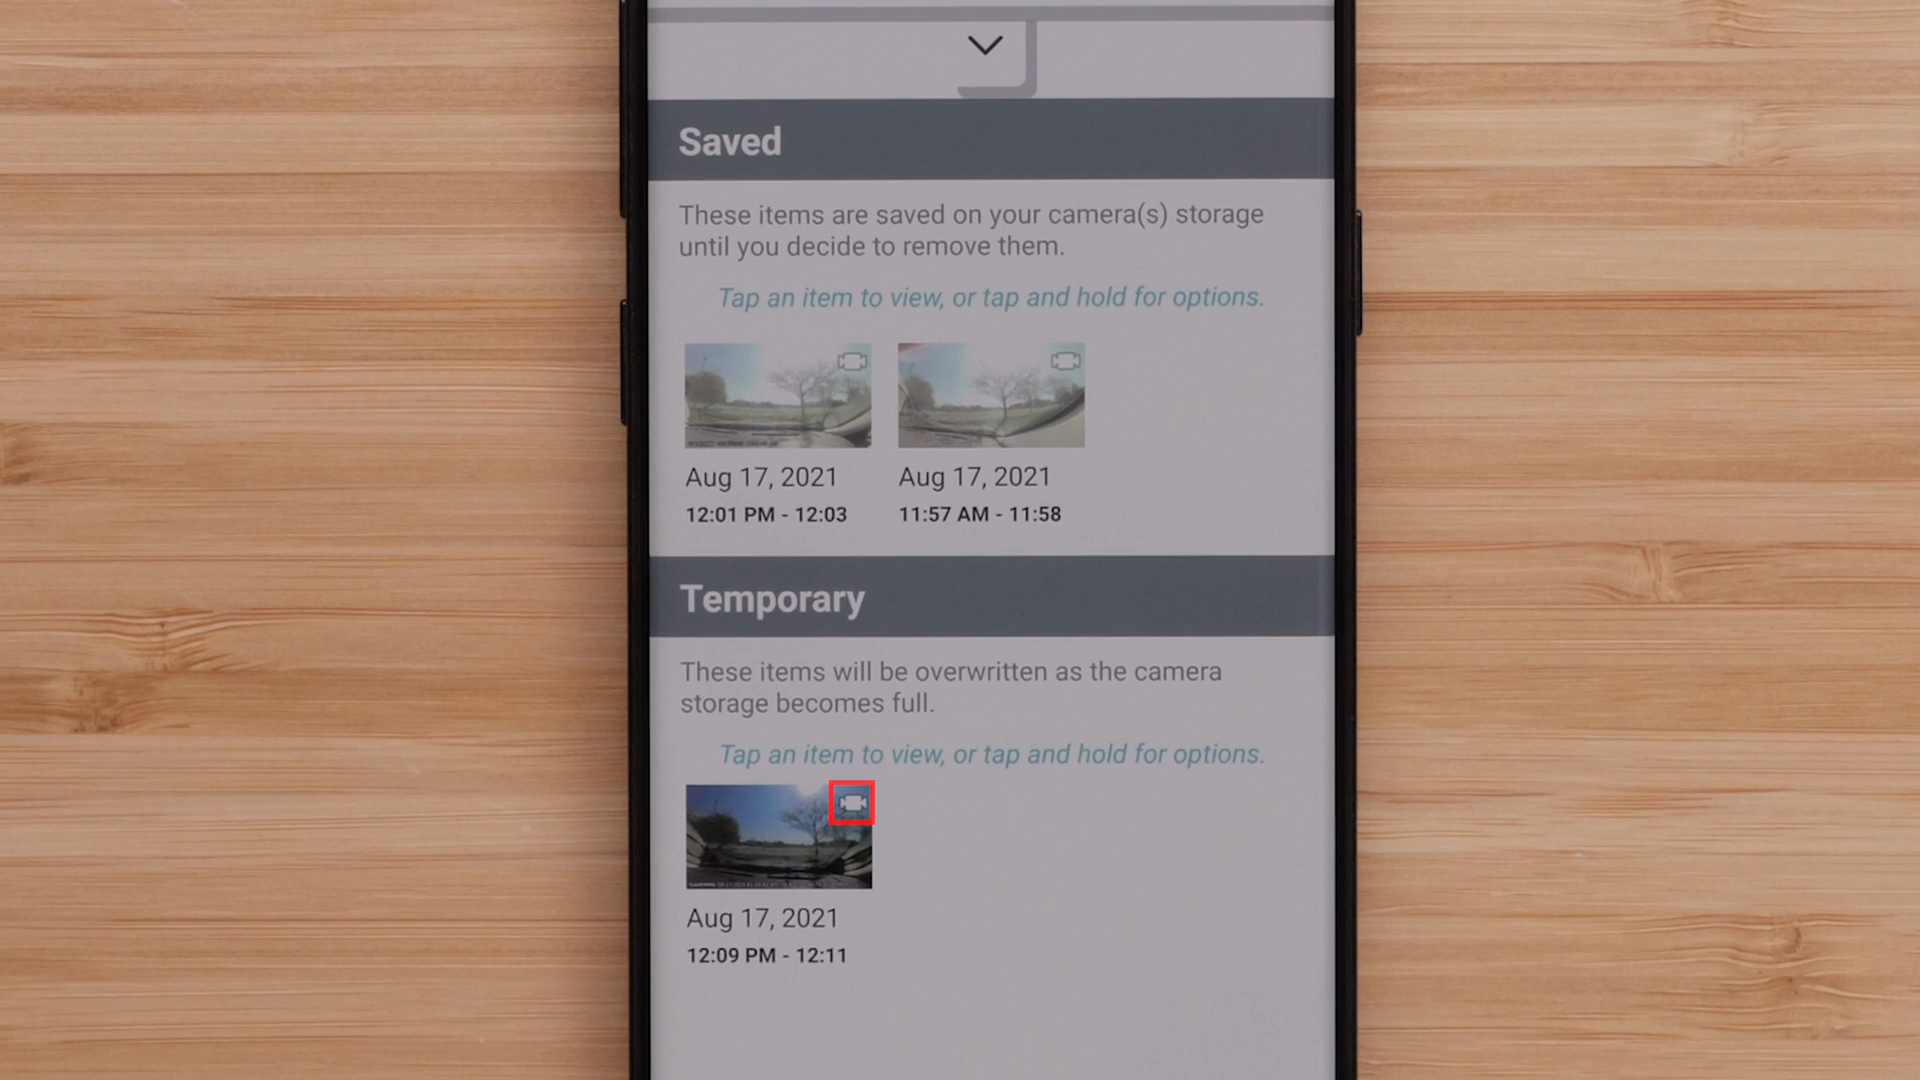 Saved
These items are saved on your camera(s) storage
until you decide to remove them.
Tap an item to view, or tap and hold for options.
Aug 17, 2021
12:01 PM - 12:03
Aug 17, 2021
11:57 AM - 11:58
Temporary
These items will be overwritten as the camera
storage becomes full.
Tap an item to view, or tap and hold for options.
Aug 17, 2021
12:09 PM - 12:11